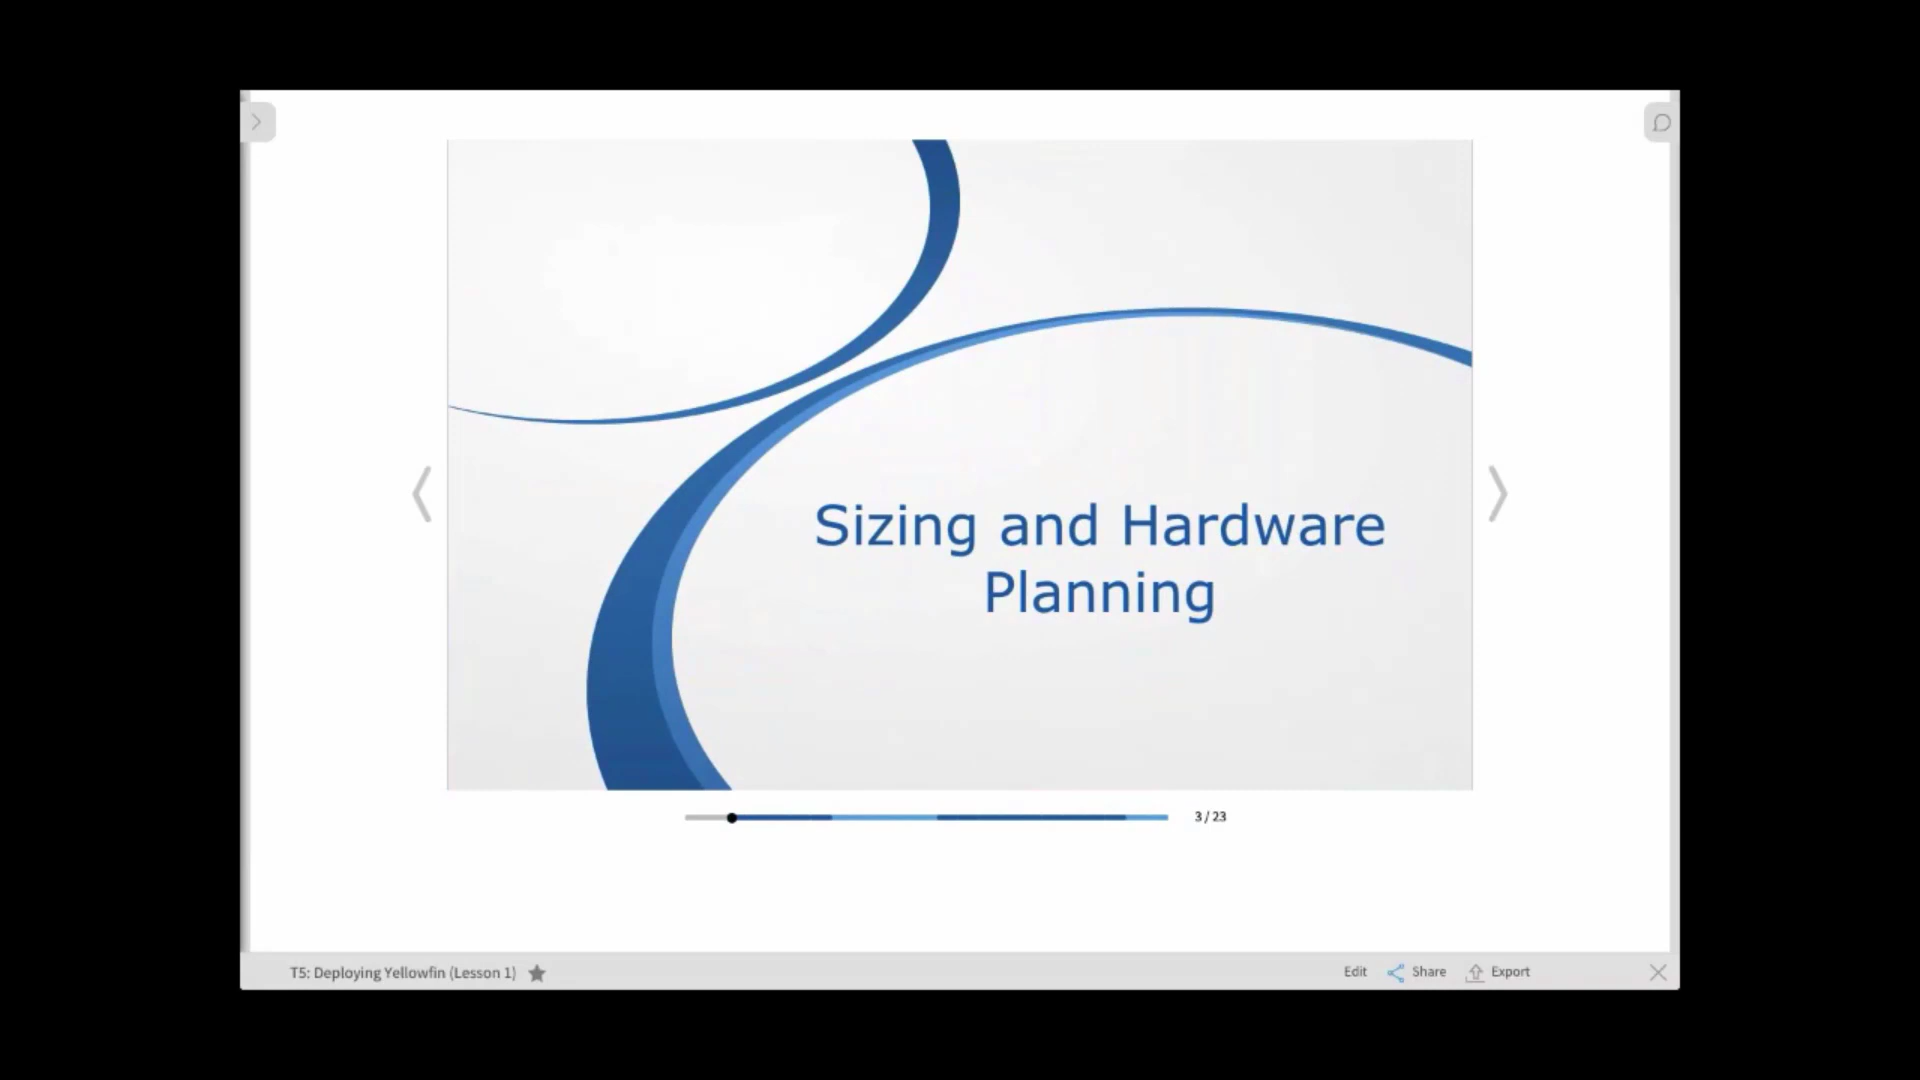 Sizing and Hardware
Planning
3 / 23
T5: Deploying Yellowfin (Lesson 1)
Edit
Share
Export